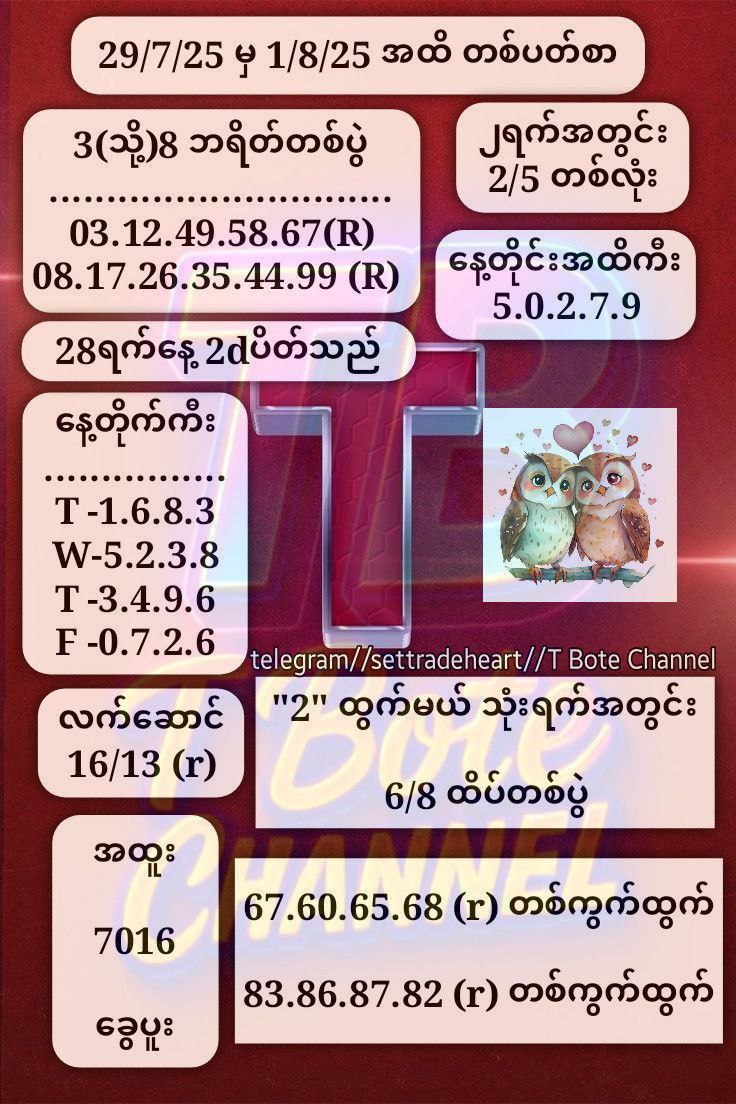 29/7/25 မှ 1/8/25 အထိ တစ်ပတ်စာ
3(သို့)8 ဘရိတ်တစ်ပွဲ
..............................
03.12.49.58.67(R)
08.17.26.35.44.99 (R)
၂ရက်အတွင်း
2/5 တစ်လုံး
နေ့တိုင်းအထိကီး
5.0.2.7.9
28ရက်နေ့ 2dပိတ်သည်
နေ့တိုက်ကီး
................
T -1.6.8.3
W-5.2.3.8
T -3.4.9.6
F -0.7.2.6
telegram//settradeheart//T Bote Channel
လက်ဆောင်
16/13 (r)
"2" ထွက်မယ် သုံးရက်အတွင်း
6/8 ထိပ်တစ်ပွဲ
အထူး
7016
ခွေပူး
67.60.65.68 (r) တစ်ကွက်ထွက်
83.86.87.82 (r) တစ်ကွက်ထွက်
TB
T Bote
CHANNEL